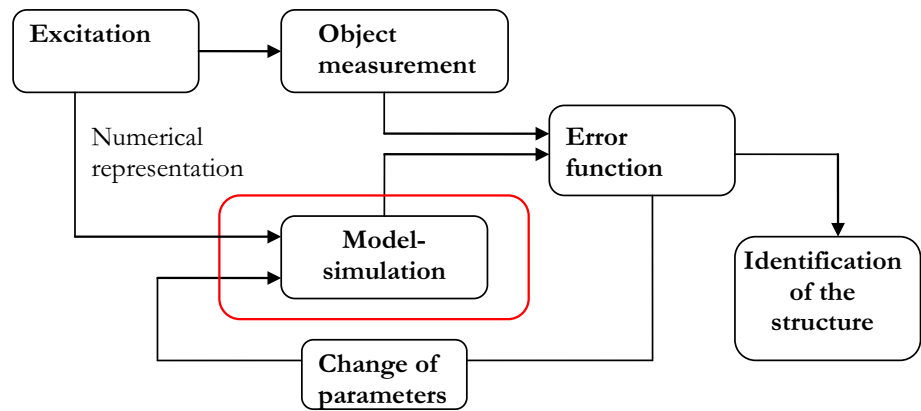 Excitation
Object
measurement
Numerical
representation
Error
function
Model-
simulation
Identification
of the
structure
Change of
parameters